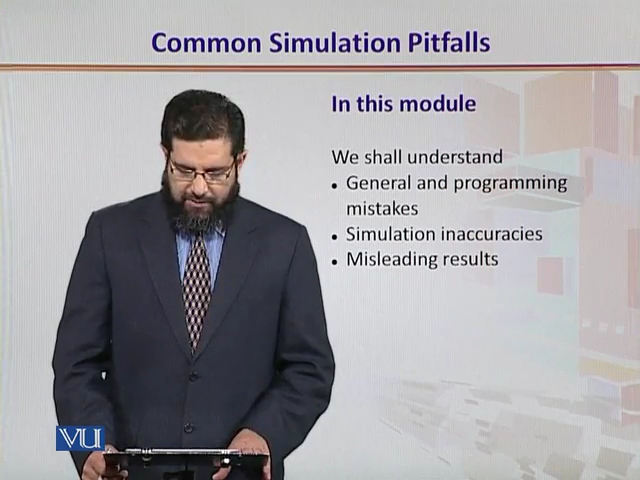 Common Simulation Pitfalls
In this module
We shall understand
• General and programming
mistakes
• Simulation inaccuracies
• Misleading results
VU